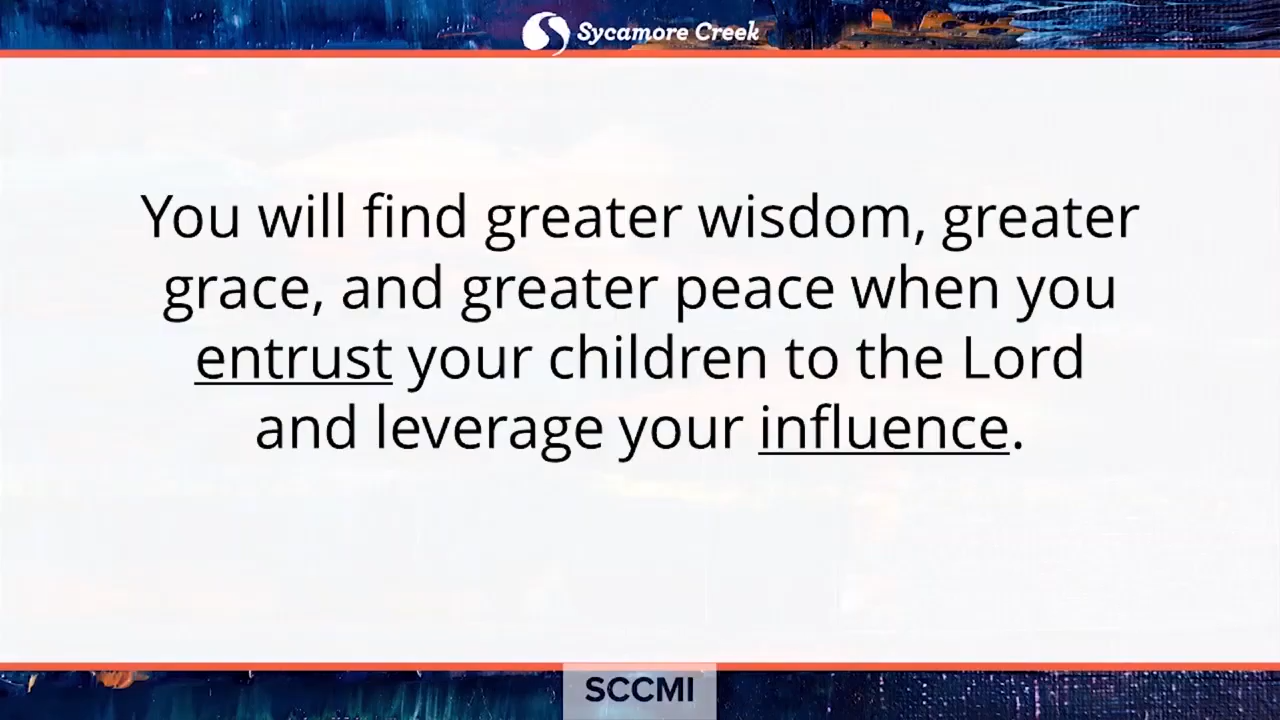 Sycamore Creek
You will find greater wisdom, greater
grace, and greater peace when you
entrust your children to the Lord
and leverage your influence.
SCCMI